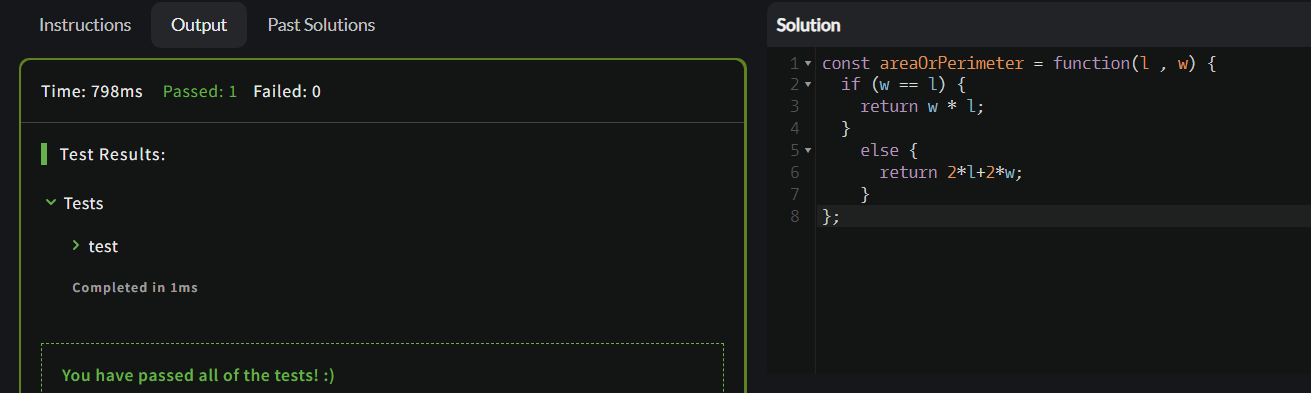 Instructions Output Past Solutions
Time: 798ms Passed: 1 Failed: 0
Test Results:
Tests
test
Completed in 1ms
You have passed all of the tests! :)
Solution
1 const areaOrPerimeter = function(l , w) {
2   if (w == l) {
3     return w * l;
4   }
5     else {
6       return 2*l+2*w;
7     }
8 };